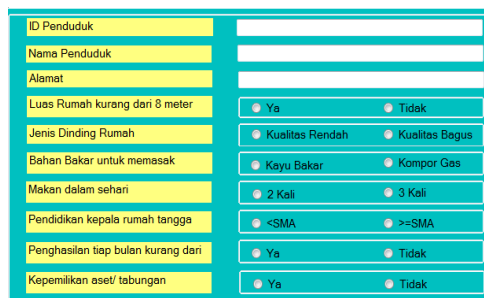 ID Penduduk
Nama Penduduk
Alamat
Luas Rumah kurang dari 8 meter Ya Tidak
Jenis Dinding Rumah Kualitas Rendah Kualitas Bagus
Bahan Bakar untuk memasak Kayu Bakar Kompor Gas
Makan dalam sehari 2 Kali 3 Kali
Pendidikan kepala rumah tangga <SMA >=SMA
Penghasilan tiap bulan kurang dari Ya Tidak
Kepemilikan aset/ tabungan Ya Tidak